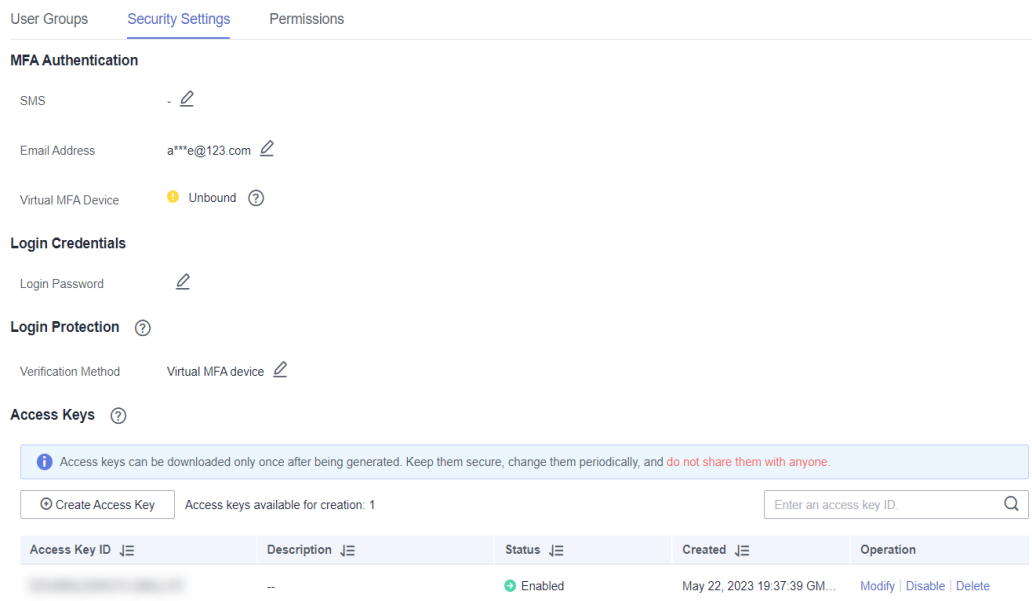 User Groups Security Settings Permissions
MFA Authentication
SMS -
Email Address a***e@123.com
Virtual MFA Device Unbound
Login Credentials
Login Password
Login Protection
Verification Method Virtual MFA device
Access Keys
Access keys can be downloaded only once after being generated. Keep them secure, change them periodically, and do not share them with anyone.
Create Access Key Access keys available for creation: 1 Enter an access key ID.
Access Key ID Description Status Created Operation
-- Enabled May 22, 2023 19:37:39 GM... Modify Disable Delete